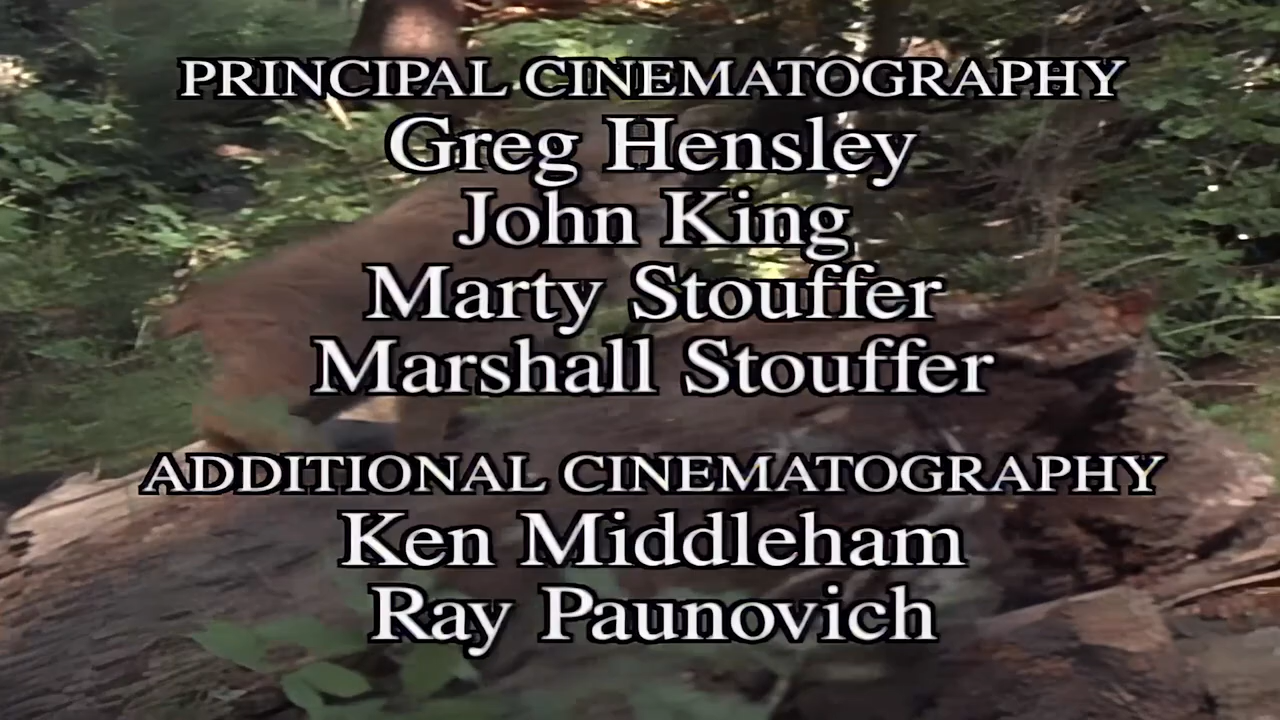 PRINCIPAL CINEMATOGRAPHY
Greg Hensley
John King
Marty Stouffer
Marshall Stouffer
ADDITIONAL CINEMATOGRAPHY
Ken Middleham
Ray Paunovich